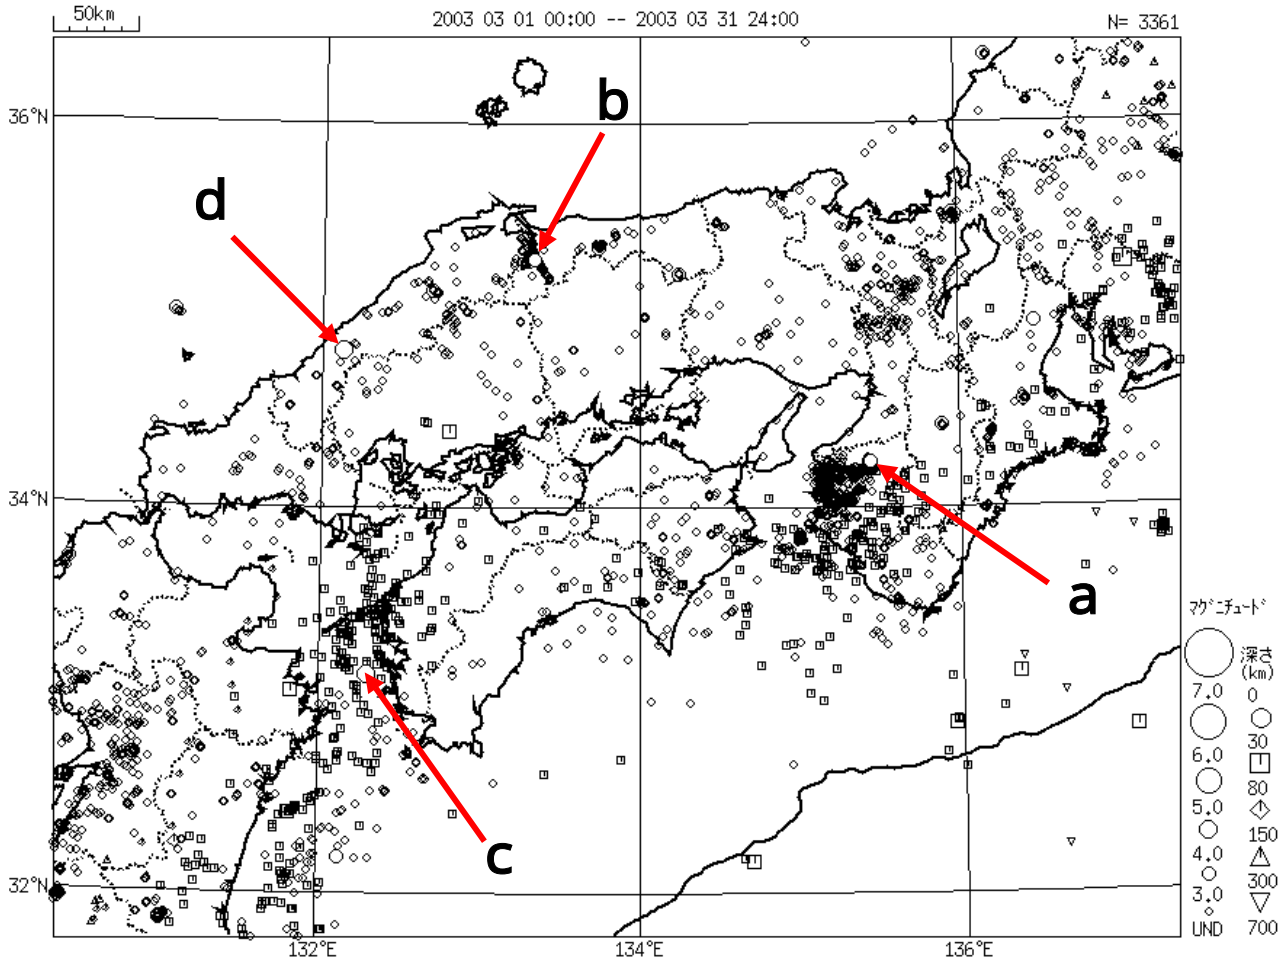 50km
2003 03 01 00:00 -- 2003 03 31 24:00
N= 3361
36°N
b
d
34°N
a
c
32°N
132°E
134°E
136°E
ﾏｸﾞﾆﾁｭｰﾄﾞ
7.0
6.0
5.0
4.0
3.0
UND
深さ
(km)
0
30
80
150
300
700